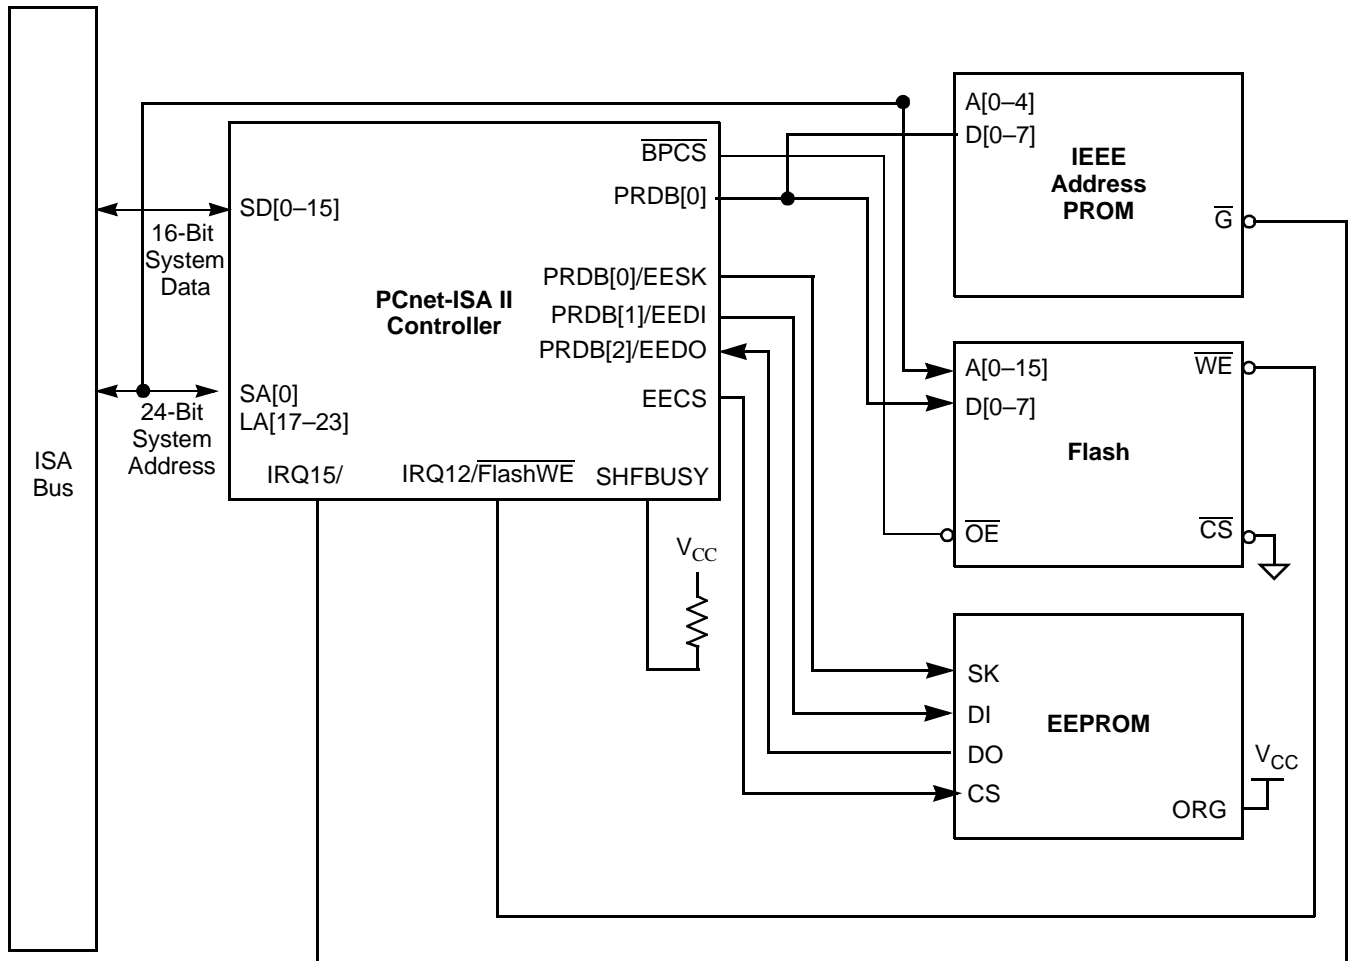 ISA
Bus
16-Bit
System
Data
24-Bit
System
Address
SD[0–15]
SA[0]
LA[17–23]
PCnet-ISA II
Controller
BPCS
PRDB[0]
PRDB[0]/EESK
PRDB[1]/EEDI
PRDB[2]/EEDO
EECS
IRQ15/
IRQ12/FlashWE
SHFBUSY
VCC
A[0–4]
D[0–7]
IEEE
Address
PROM
G
A[0–15]
D[0–7]
WE
Flash
OE
CS
SK
DI
DO
CS
EEPROM
VCC
ORG